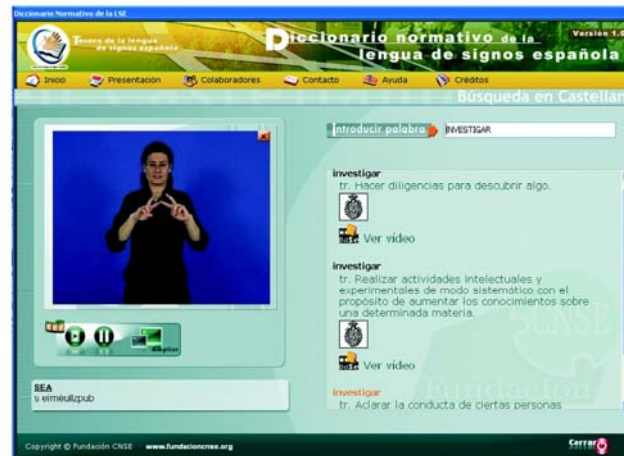 Diccionario Normativo de la LSE
Tesoro de la lengua
de signos española
Diccionario normativo de la
lengua de signos española
Versión 1.0
Inicio
Presentación
Colaboradores
Contacto
Ayuda
Créditos
Búsqueda en Castellan
introducir palabra
INVESTIGAR
investigar
tr. Hacer diligencias para descubrir algo.
Ver vídeo
investigar
tr. Realizar actividades intelectuales y
experimentales de modo sistemático con el
propósito de aumentar los conocimientos sobre
una determinada materia.
Ver vídeo
investigar
tr. Aclarar la conducta de ciertas personas
CNSE
Fundación
Ampliar
SEA
Copyright © Fundación CNSE
www.fundacioncnse.org
Cerrar